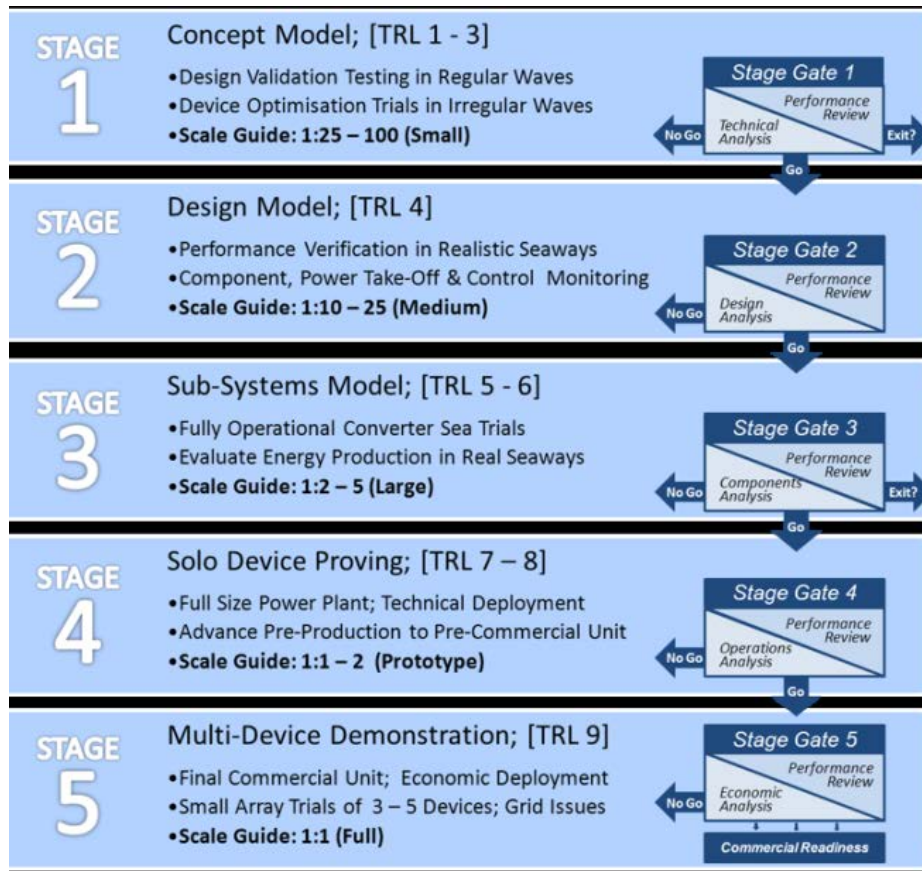 STAGE
1
Concept Model; [TRL 1 - 3]
•Design Validation Testing in Regular Waves
•Device Optimisation Trials in Irregular Waves
•Scale Guide: 1:25 – 100 (Small)
Stage Gate 1
Performance
Review
Technical
Analysis
No Go
Exit?
Go
STAGE
2
Design Model; [TRL 4]
•Performance Verification in Realistic Seaways
•Component, Power Take-Off & Control Monitoring
•Scale Guide: 1:10 – 25 (Medium)
Stage Gate 2
Performance
Review
Design
Analysis
No Go
Go
STAGE
3
Sub-Systems Model; [TRL 5 - 6]
•Fully Operational Converter Sea Trials
•Evaluate Energy Production in Real Seaways
•Scale Guide: 1:2 – 5 (Large)
Stage Gate 3
Performance
Review
Components
Analysis
No Go
Exit?
Go
STAGE
4
Solo Device Proving; [TRL 7 – 8]
•Full Size Power Plant; Technical Deployment
•Advance Pre-Production to Pre-Commercial Unit
•Scale Guide: 1:1 – 2 (Prototype)
Stage Gate 4
Performance
Review
Operations
Analysis
No Go
Go
STAGE
5
Multi-Device Demonstration; [TRL 9]
•Final Commercial Unit; Economic Deployment
•Small Array Trials of 3 – 5 Devices; Grid Issues
•Scale Guide: 1:1 (Full)
Stage Gate 5
Performance
Review
Economic
Analysis
No Go
Commercial Readiness